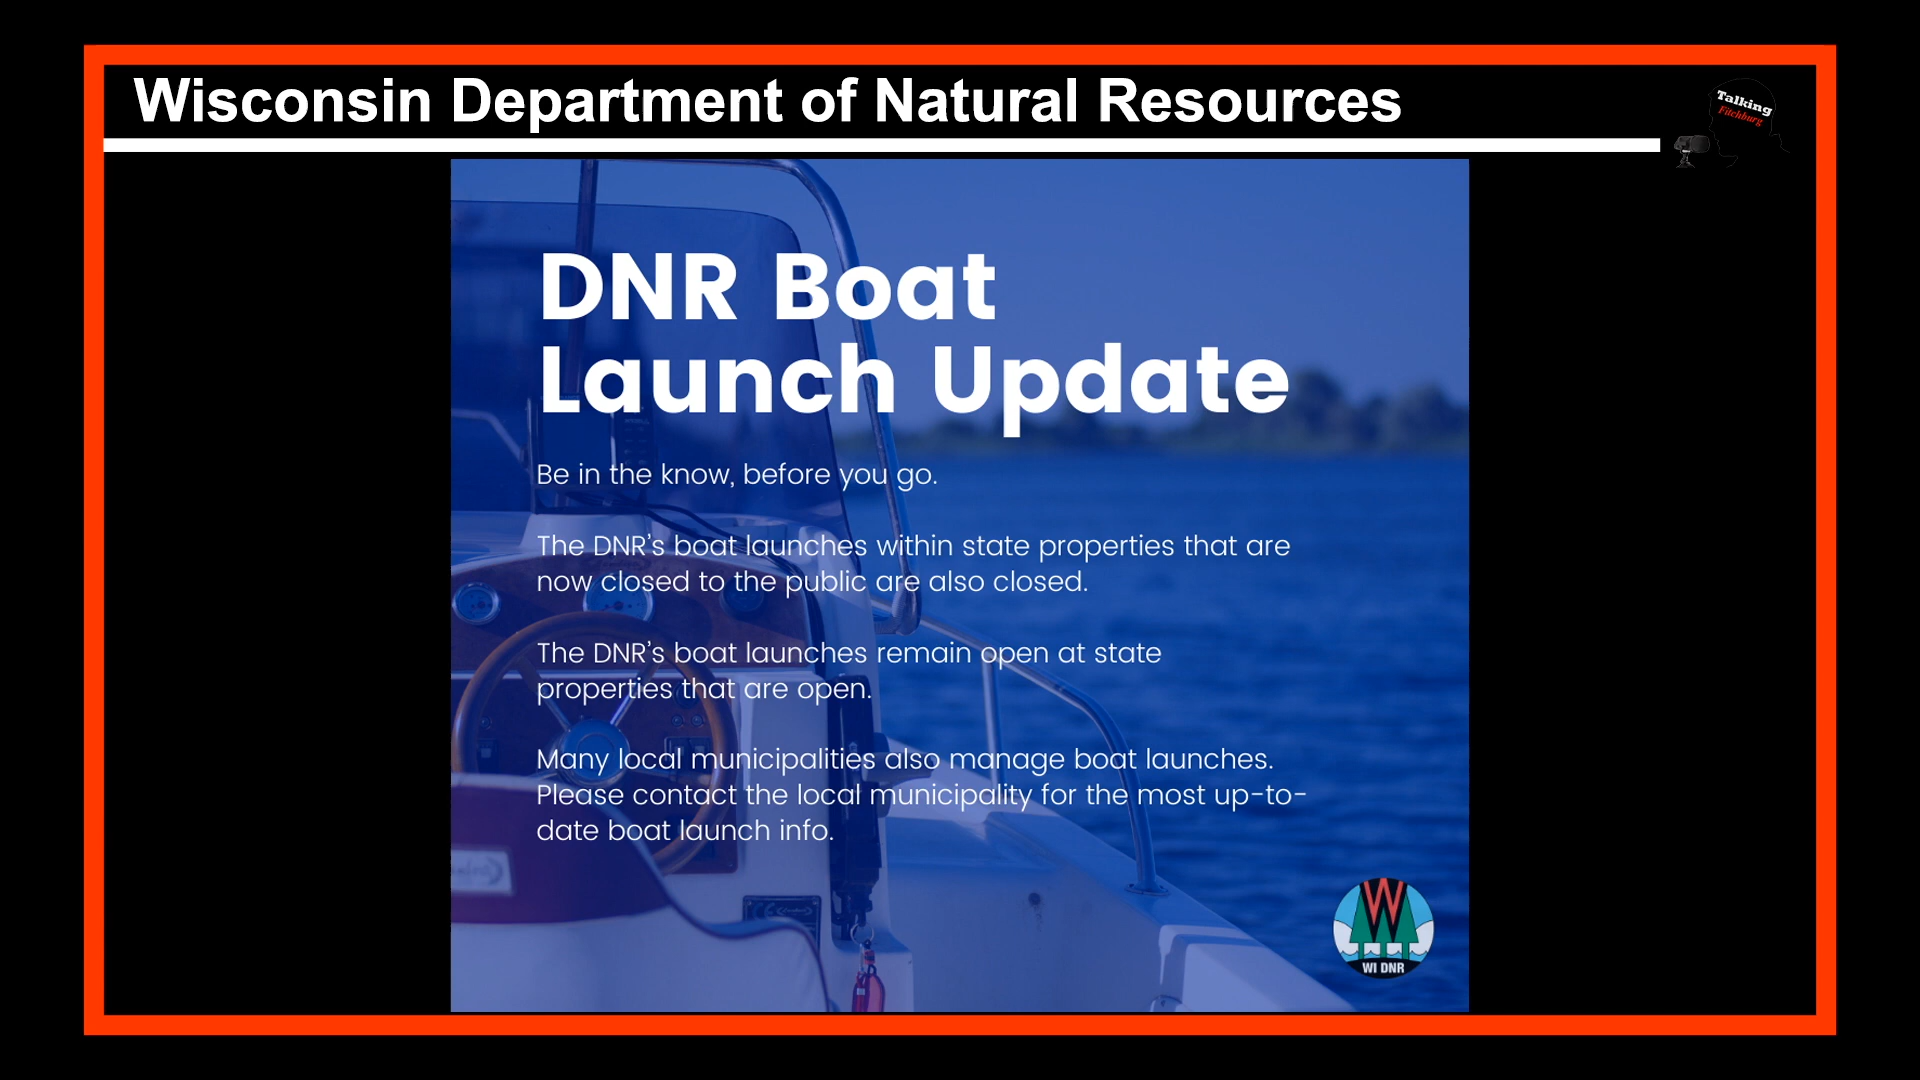 Wisconsin Department of Natural Resources
Talking
Fitchburg
DNR Boat
Launch Update
Be in the know, before you go.
The DNR's boat launches within state properties that are
now closed to the public are also closed.
The DNR's boat launches remain open at state
properties that are open.
Many local municipalities also manage boat launches.
Please contact the local municipality for the most up-to-
date boat launch info.
W
WI DNR